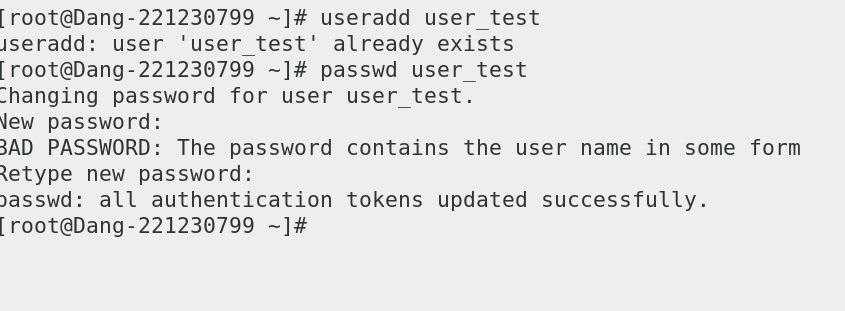 [root@Dang-221230799 ~]# useradd user_test
useradd: user 'user_test' already exists
[root@Dang-221230799 ~]# passwd user_test
Changing password for user user_test.
New password:
BAD PASSWORD: The password contains the user name in some form
Retype new password:
passwd: all authentication tokens updated successfully.
[root@Dang-221230799 ~]#